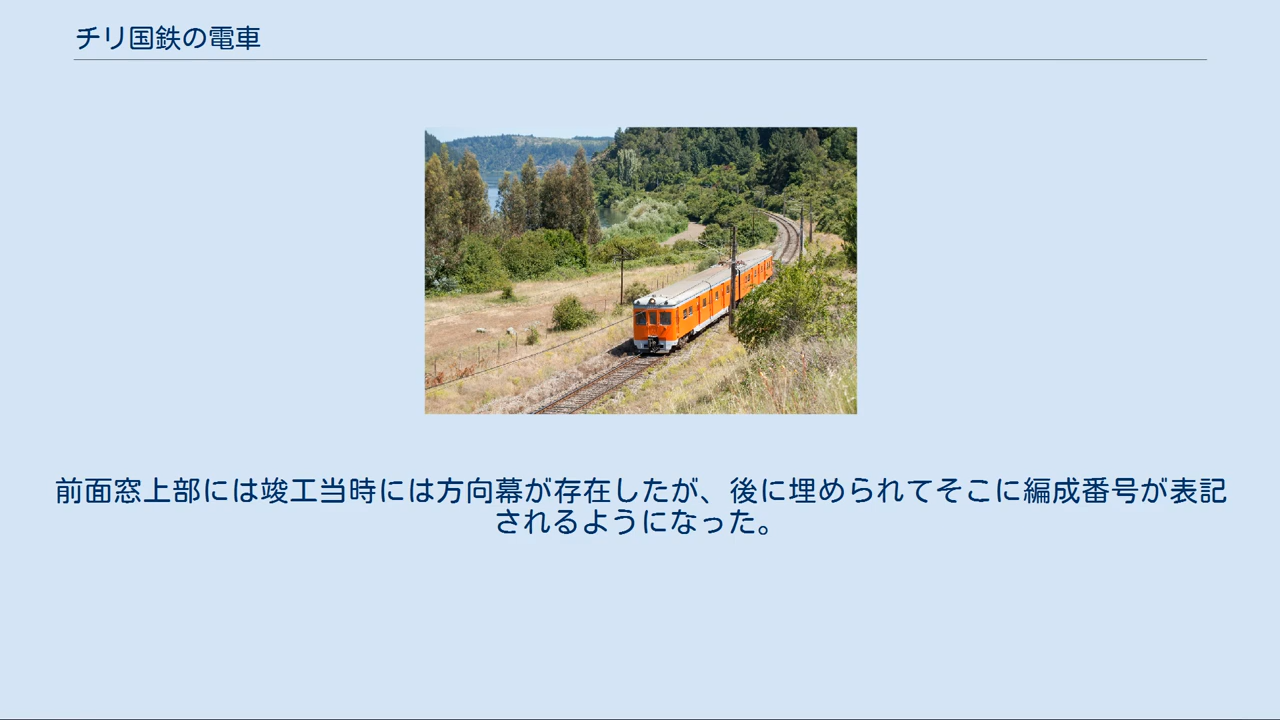 チリ国鉄の電車
前面窓上部には竣工当時には方向幕が存在したが、後に埋められてそこに編成番号が表記
されるようになった。